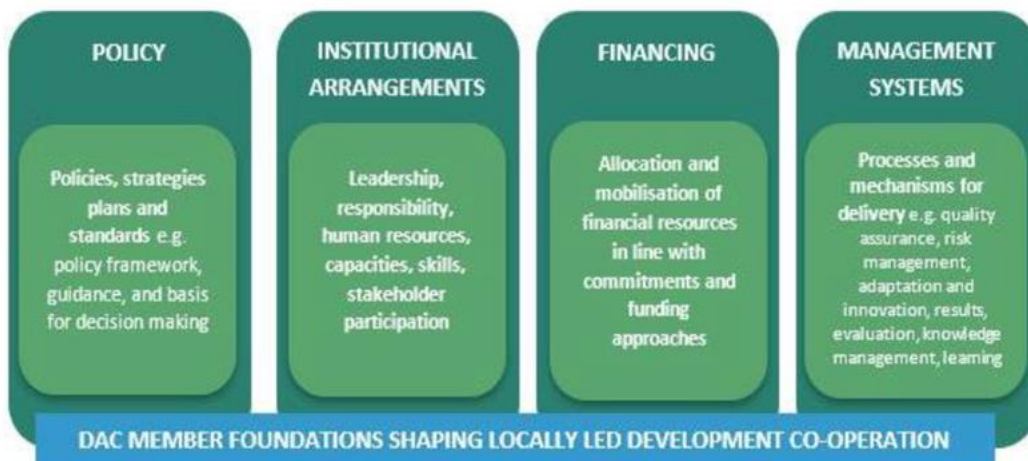 POLICY
Policies, strategies
plans and
standards e.g.
policy framework,
guidance, and basis
for decision making
INSTITUTIONAL
ARRANGEMENTS
Leadership,
responsibility,
human resources,
capacities, skills,
stakeholder
participation
FINANCING
Allocation and
mobilisation of
financial resources
in line with
commitments and
funding
approaches
MANAGEMENT
SYSTEMS
Processes and
mechanisms for
delivery e.g. quality
assurance, risk
management,
adaptation and
innovation, results,
evaluation, knowledge
management, learning
DAC MEMBER FOUNDATIONS SHAPING LOCALLY LED DEVELOPMENT CO-OPERATION